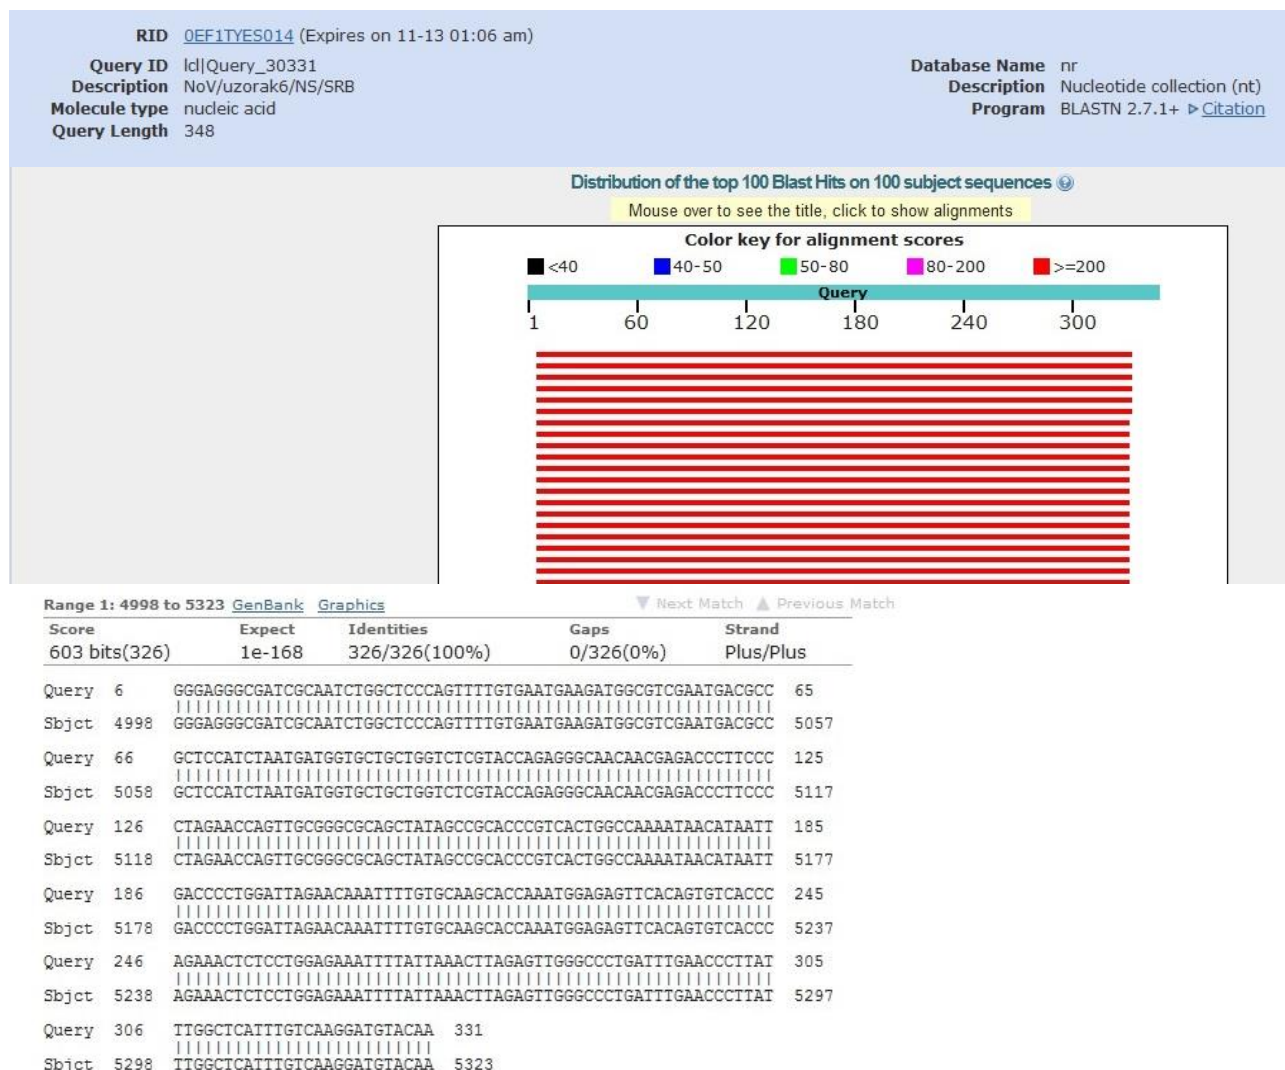 RID 0EF1TYES014 (Expires on 11-13 01:06 am)
Query ID lcl|Query_30331
Description NoV/uzorak6/NS/SRB
Molecule type nucleic acid
Query Length 348
Database Name nr
Description Nucleotide collection (nt)
Program BLASTN 2.7.1+ Citation
Distribution of the top 100 Blast Hits on 100 subject sequences
Mouse over to see the title, click to show alignments
Color key for alignment scores
<40 40-50 50-80 80-200 >=200
Query
1 60 120 180 240 300
Range 1: 4998 to 5323 GenBank Graphics Next Match Previous Match
Score Expect Identities Gaps Strand
603 bits(326) 1e-168 326/326(100%) 0/326(0%) Plus/Plus
Query 6 GGGAGGGCGATCGCAATCTGGCTCCCAGTTTTGTGAATGAAGATGGCGTCGAATGACGCC 65
Sbjct 4998 GGGAGGGCGATCGCAATCTGGCTCCCAGTTTTGTGAATGAAGATGGCGTCGAATGACGCC 5057
Query 66 GCTCCATCTAATGATGGTGCTGCTGGTCTCGTACCAGAGGGCAACAACGAGACCCTTCCC 125
Sbjct 5058 GCTCCATCTAATGATGGTGCTGCTGGTCTCGTACCAGAGGGCAACAACGAGACCCTTCCC 5117
Query 126 CTAGAACCAGTTGCGGGCGCAGCTATAGCCGCACCCGTCACTGGCCAAAATAACATAATT 185
Sbjct 5118 CTAGAACCAGTTGCGGGCGCAGCTATAGCCGCACCCGTCACTGGCCAAAATAACATAATT 5177
Query 186 GACCCCTGGATTAGAACAAATTTTGTGCAAGCACCAAATGGAGAGTTCACAGTGTCACCC 245
Sbjct 5178 GACCCCTGGATTAGAACAAATTTTGTGCAAGCACCAAATGGAGAGTTCACAGTGTCACCC 5237
Query 246 AGAAACTCTCCTGGAGAAATTTTATTAAACTTAGAGTTGGGCCCTGATTTGAACCCTTAT 305
Sbjct 5238 AGAAACTCTCCTGGAGAAATTTTATTAAACTTAGAGTTGGGCCCTGATTTGAACCCTTAT 5297
Query 306 TTGGCTCATTTGTCAAGGATGTACAA 331
Sbjct 5298 TTGGCTCATTTGTCAAGGATGTACAA 5323